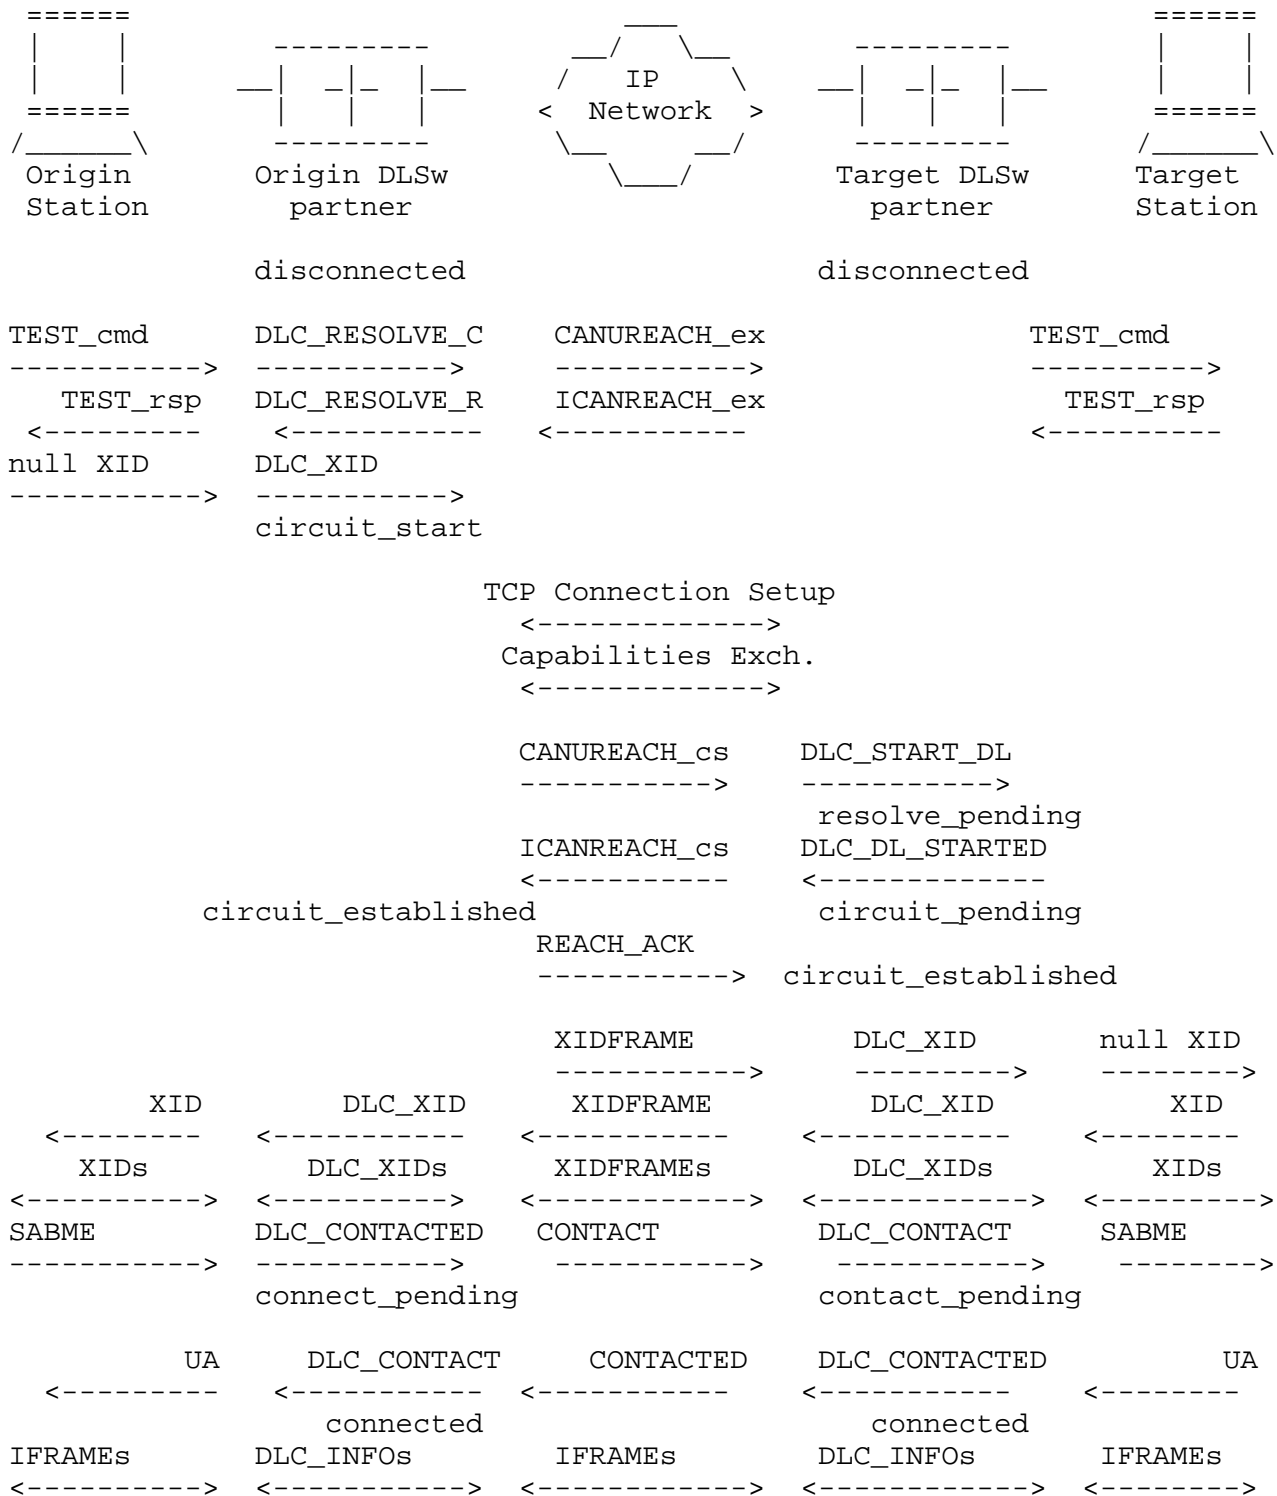 IP
Network
Origin Origin DLSw Target DLSw Target
Station partner partner Station
disconnected disconnected
TEST_cmd DLC_RESOLVE_C CANUREACH_ex TEST_cmd
TEST_rsp DLC_RESOLVE_R ICANREACH_ex TEST_rsp
null XID DLC_XID
circuit_start
TCP Connection Setup
Capabilities Exch.
CANUREACH_cs DLC_START_DL
resolve_pending
ICANREACH_cs DLC_DL_STARTED
circuit_established circuit_pending
REACH_ACK
circuit_established
XIDFRAME DLC_XID null XID
XID DLC_XID XIDFRAME DLC_XID XID
XIDs DLC_XIDs XIDFRAMEs DLC_XIDs XIDs
SABME DLC_CONTACTED CONTACT DLC_CONTACT SABME
connect_pending contact_pending
UA DLC_CONTACT CONTACTED DLC_CONTACTED UA
connected connected
IFRAMEs DLC_INFOs IFRAMEs DLC_INFOs IFRAMEs